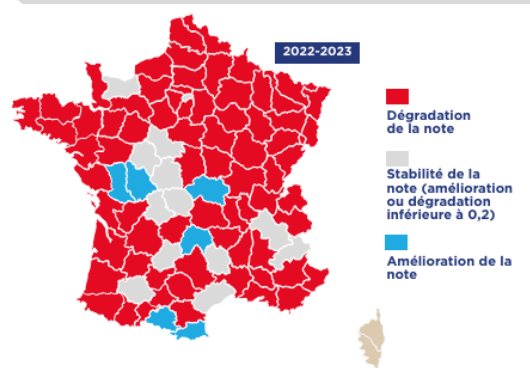 2022-2023
Dégradation
de la note
Stabilité de la
note (amélioration
ou dégradation
inférieure à 0,2)
Amélioration de la
note